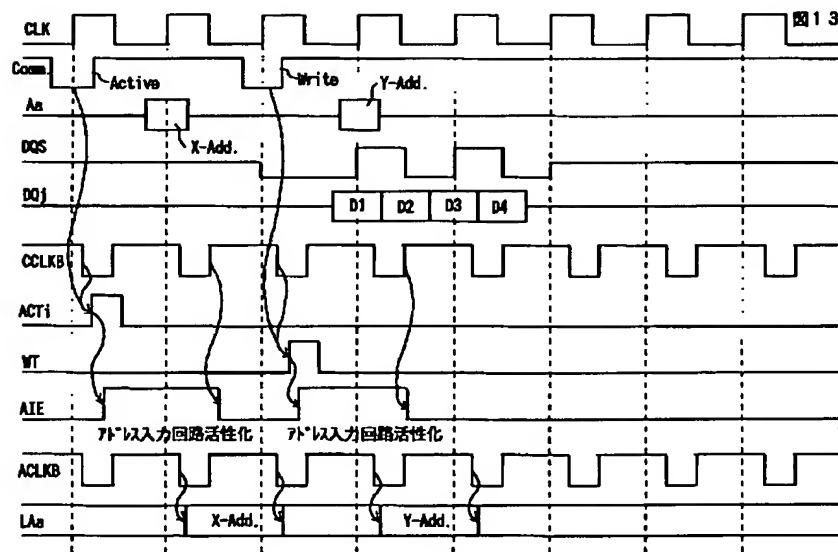 図13
CLK
Comm.
Active
Write
Aa
X-Add.
Y-Add.
DQS
DQj
D1 D2 D3 D4
CCLKB
ACTi
WT
AIE
ｱﾄﾞﾚｽ入力回路活性化 ｱﾄﾞﾚｽ入力回路活性化
ACLKB
LAa
X-Add. Y-Add.